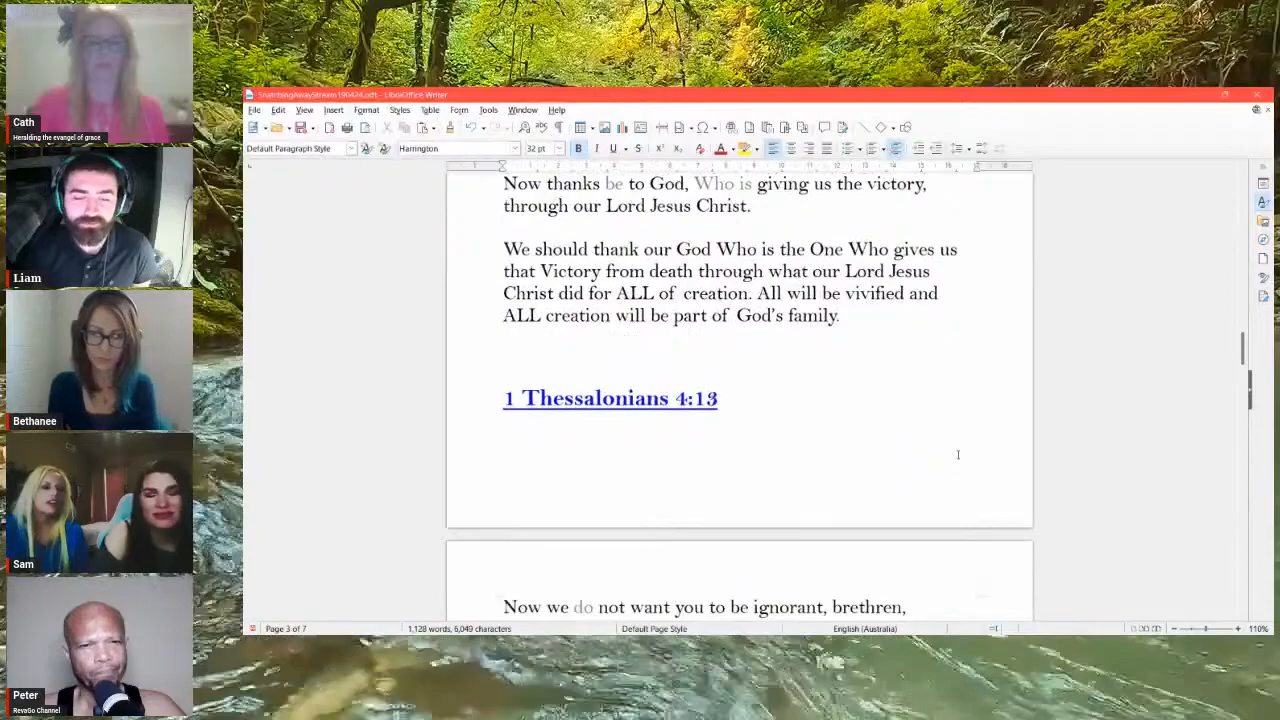 Cath
Heralding the evangel of grace
Liam
Bethanee
Sam
Peter
RevaGo Channel
SnatchingAwayStream190424.odt - LibreOffice Writer
File Edit View Insert Format Styles Table Form Tools Window Help
Default Paragraph Style
Harrington
32 pt
Now thanks be to God, Who is giving us the victory,
through our Lord Jesus Christ.
We should thank our God Who is the One Who gives us
that Victory from death through what our Lord Jesus
Christ did for ALL of creation. All will be vivified and
ALL creation will be part of God's family.
1 Thessalonians 4:13
Now we do not want you to be ignorant, brethren,
Page 3 of 7
1,128 words, 6,049 characters
Default Page Style
English (Australia)
110%